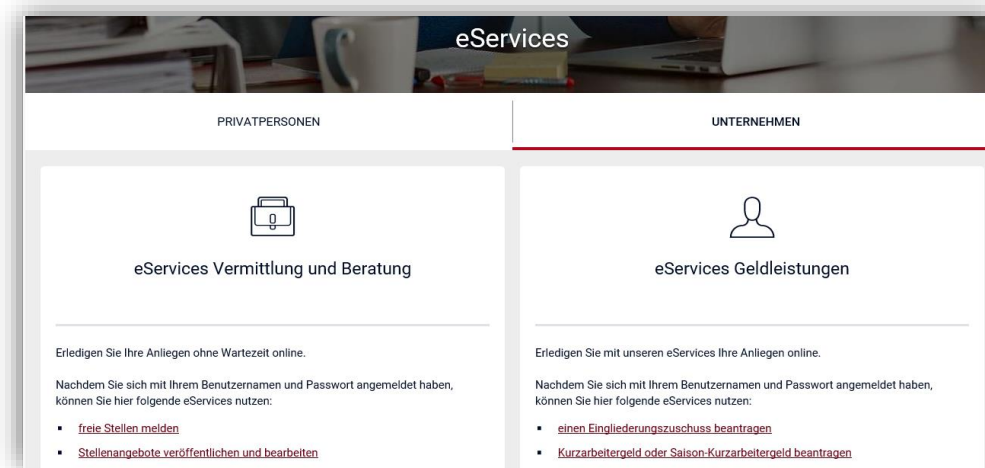 eServices
PRIVATPERSONEN
UNTERNEHMEN
eServices Vermittlung und Beratung
Erledigen Sie Ihre Anliegen ohne Wartezeit online.
Nachdem Sie sich mit Ihrem Benutzernamen und Passwort angemeldet haben,
können Sie hier folgende eServices nutzen:
▪ freie Stellen melden
▪ Stellenangebote veröffentlichen und bearbeiten
eServices Geldleistungen
Erledigen Sie mit unseren eServices Ihre Anliegen online.
Nachdem Sie sich mit Ihrem Benutzernamen und Passwort angemeldet haben,
können Sie hier folgende eServices nutzen:
▪ einen Eingliederungszuschuss beantragen
▪ Kurzarbeitergeld oder Saison-Kurzarbeitergeld beantragen